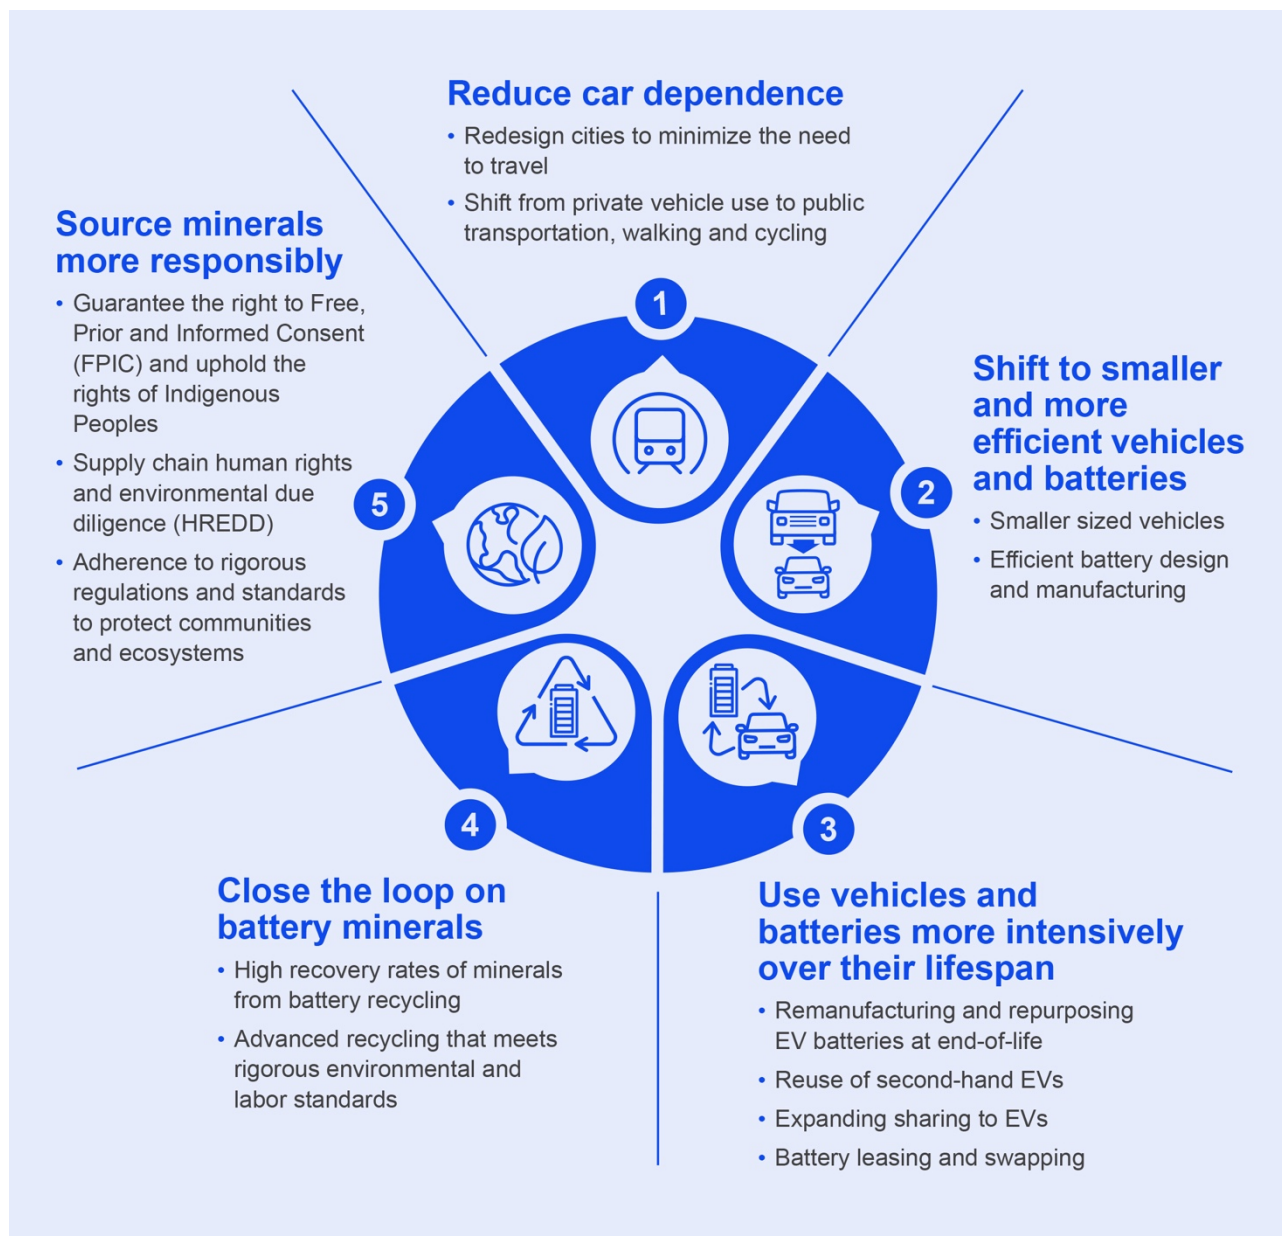 Reduce car dependence
• Redesign cities to minimize the need
to travel
• Shift from private vehicle use to public
transportation, walking and cycling
1
Shift to smaller
and more
efficient vehicles
and batteries
• Smaller sized vehicles
• Efficient battery design
and manufacturing
2
Use vehicles and
batteries more intensively
over their lifespan
• Remanufacturing and repurposing
EV batteries at end-of-life
• Reuse of second-hand EVs
• Expanding sharing to EVs
• Battery leasing and swapping
3
Close the loop on
battery minerals
• High recovery rates of minerals
from battery recycling
• Advanced recycling that meets
rigorous environmental and
labor standards
4
Source minerals
more responsibly
• Guarantee the right to Free,
Prior and Informed Consent
(FPIC) and uphold the
rights of Indigenous
Peoples
• Supply chain human rights
and environmental due
diligence (HREDD)
• Adherence to rigorous
regulations and standards
to protect communities
and ecosystems
5